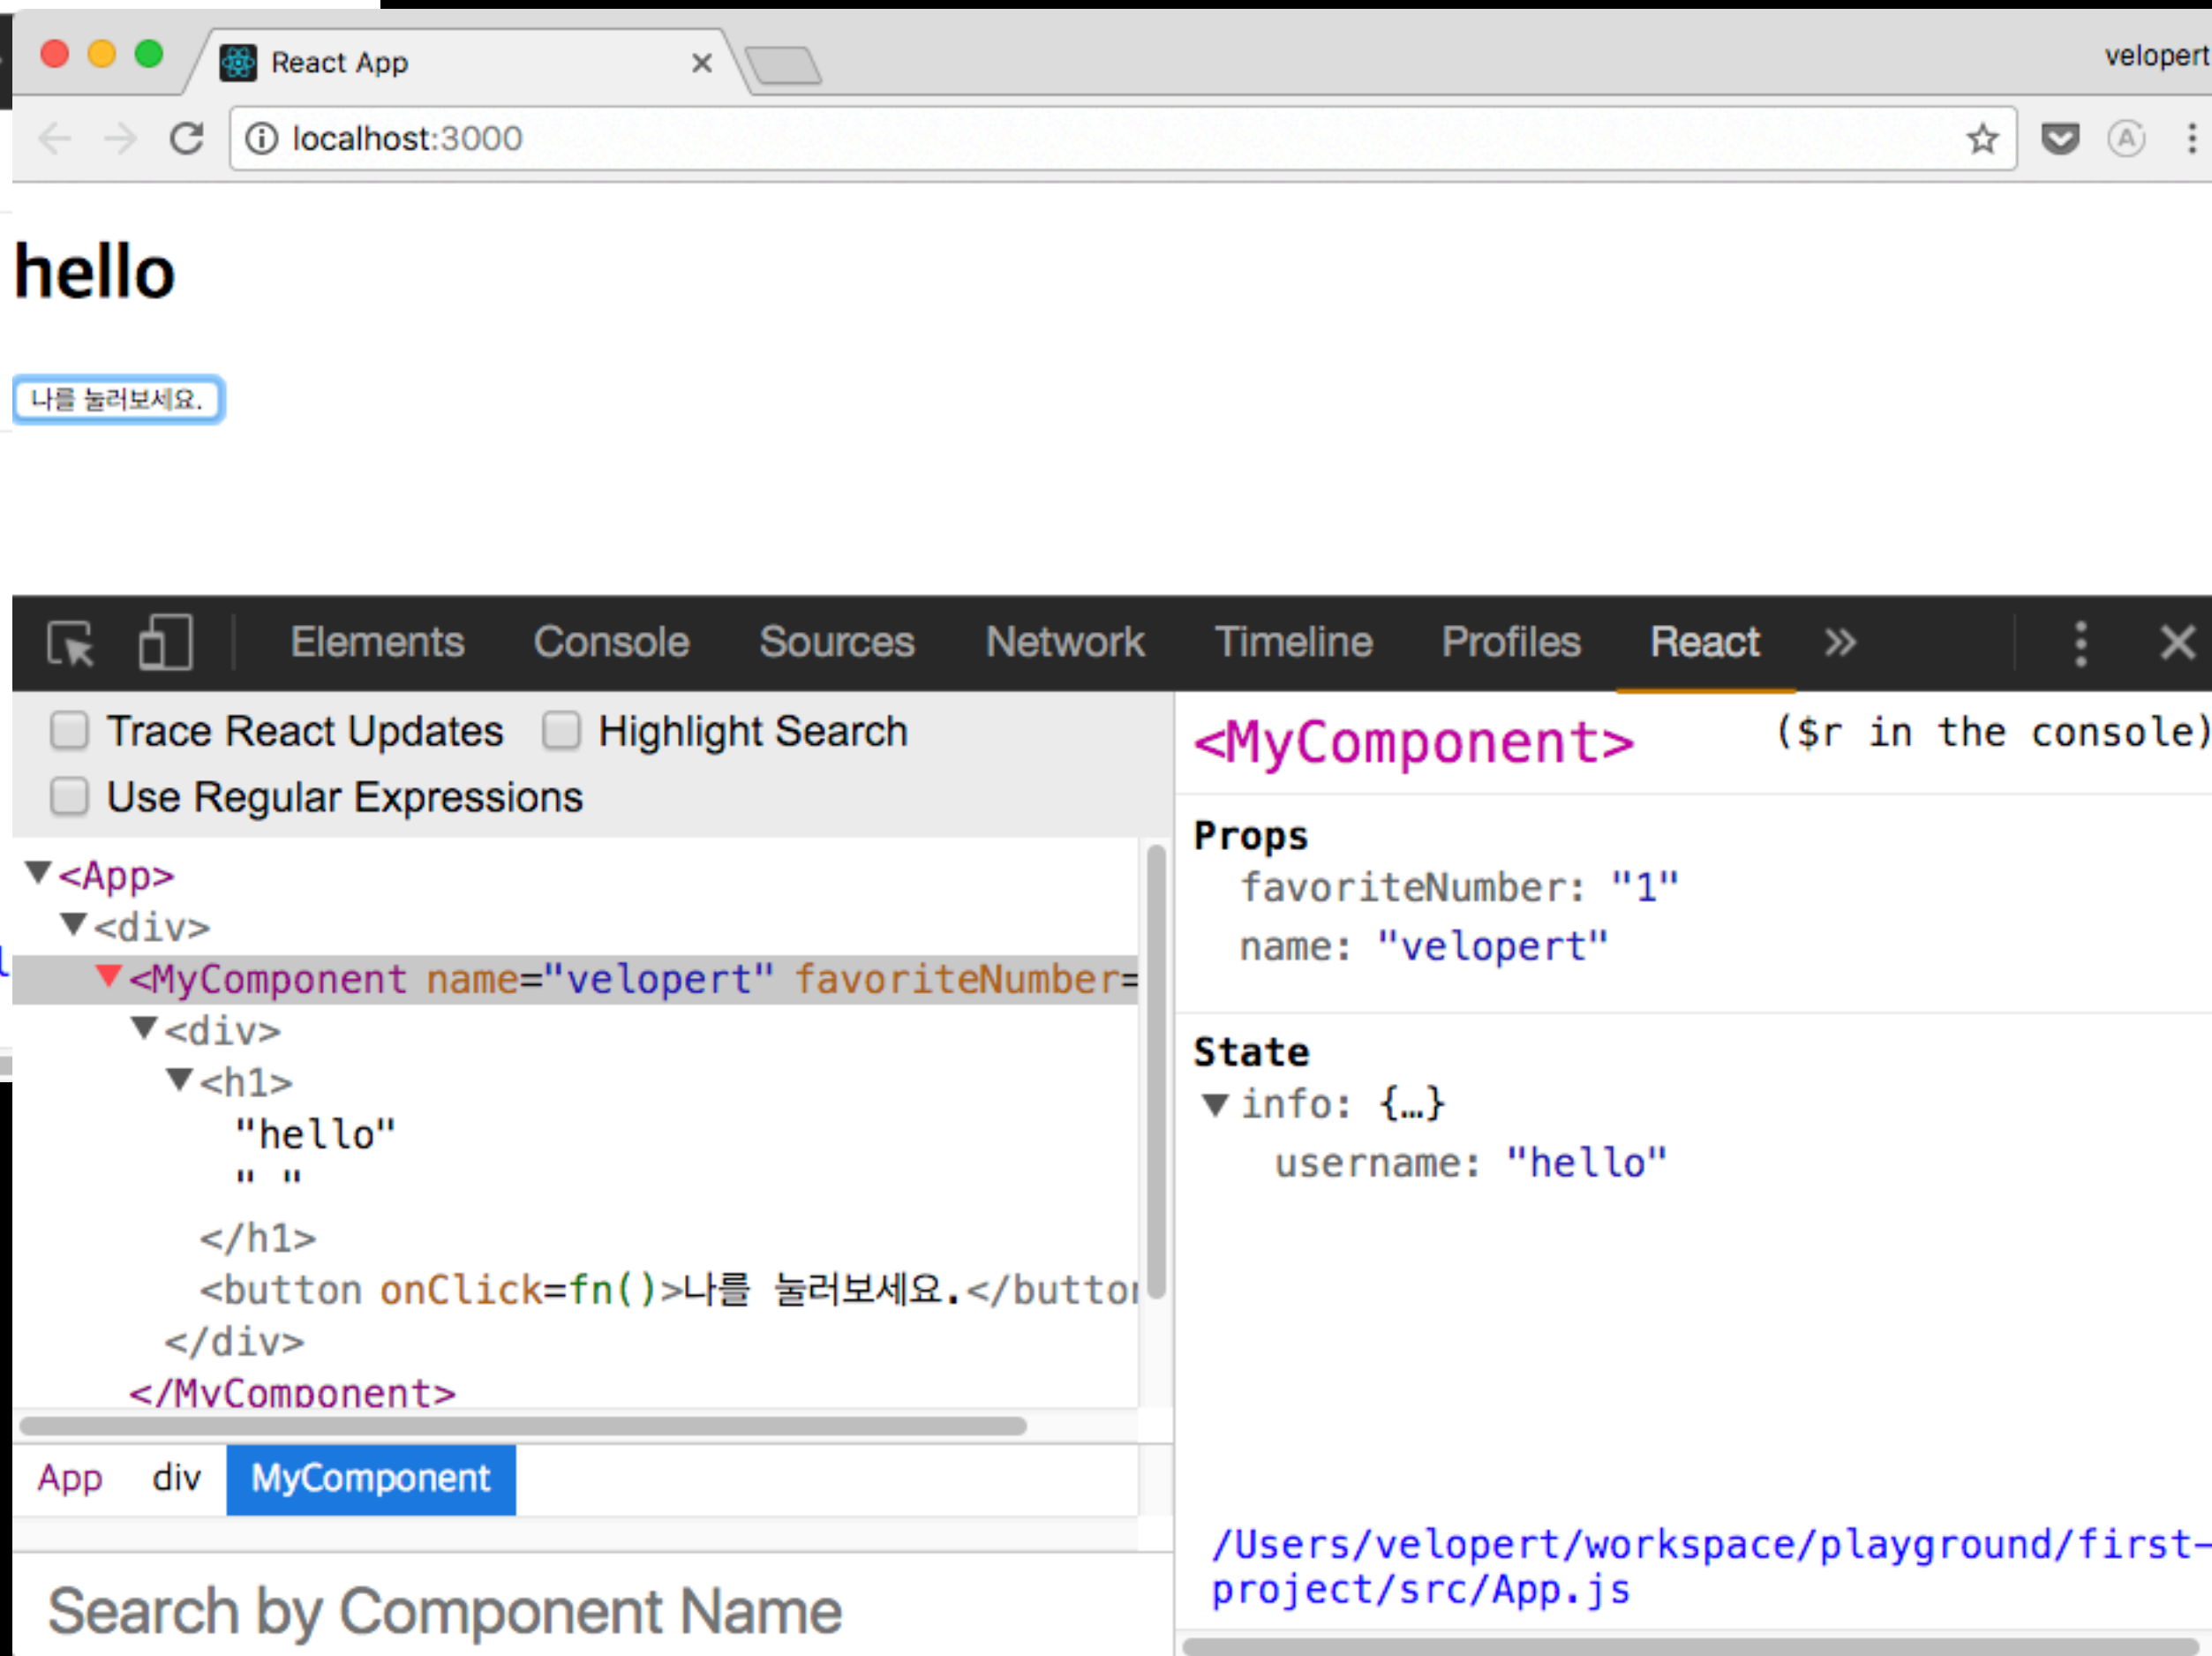 React App
velopert
localhost:3000
hello
나를 눌러보세요.
Elements Console Sources Network Timeline Profiles React
Trace React Updates Highlight Search
Use Regular Expressions
<App>
<div>
<MyComponent name="velopert" favoriteNumber=
<div>
<h1>
"hello"
" "
</h1>
<button onClick=fn()>나를 눌러보세요.</button
</div>
</MyComponent>
App div MyComponent
Search by Component Name
<MyComponent> ($r in the console)
Props
favoriteNumber: "1"
name: "velopert"
State
info: {…}
username: "hello"
/Users/velopert/workspace/playground/first-
project/src/App.js